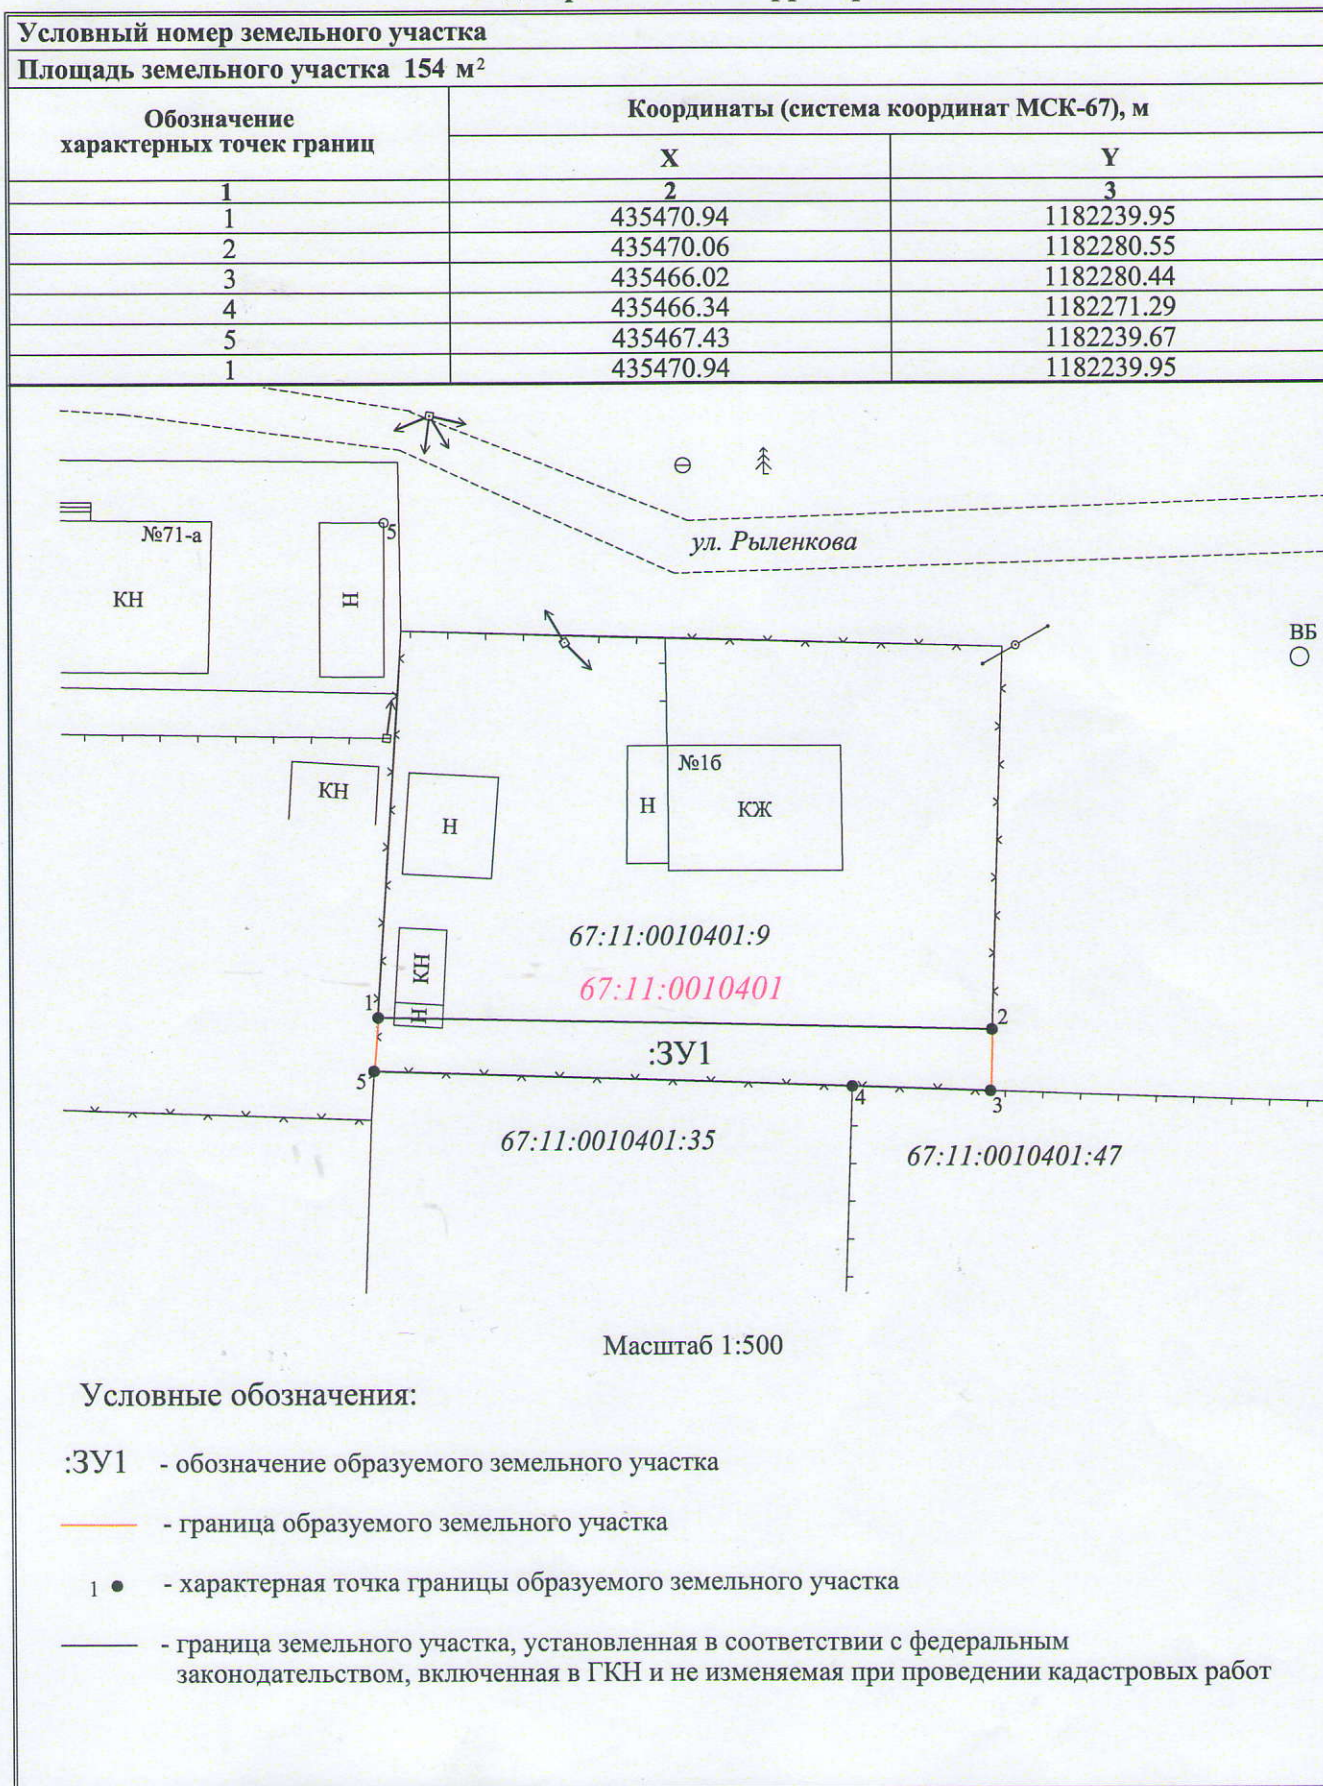 Условный номер земельного участка
Площадь земельного участка 154 м²
Обозначение
характерных точек границ
Координаты (система координат МСК-67), м
X
Y
1
2
3
1 435470.94 1182239.95
2 435470.06 1182280.55
3 435466.02 1182280.44
4 435466.34 1182271.29
5 435467.43 1182239.67
1 435470.94 1182239.95
№71-а
5
ул. Рыленкова
КН
Н
ВБ
КН
№1б
Н
Н
КЖ
67:11:0010401:9
КН
67:11:0010401
1
Н
2
:ЗУ1
5
4
3
67:11:0010401:35
67:11:0010401:47
Масштаб 1:500
Условные обозначения:
:ЗУ1 - обозначение образуемого земельного участка
- граница образуемого земельного участка
1 - характерная точка границы образуемого земельного участка
- граница земельного участка, установленная в соответствии с федеральным
законодательством, включенная в ГКН и не изменяемая при проведении кадастровых работ